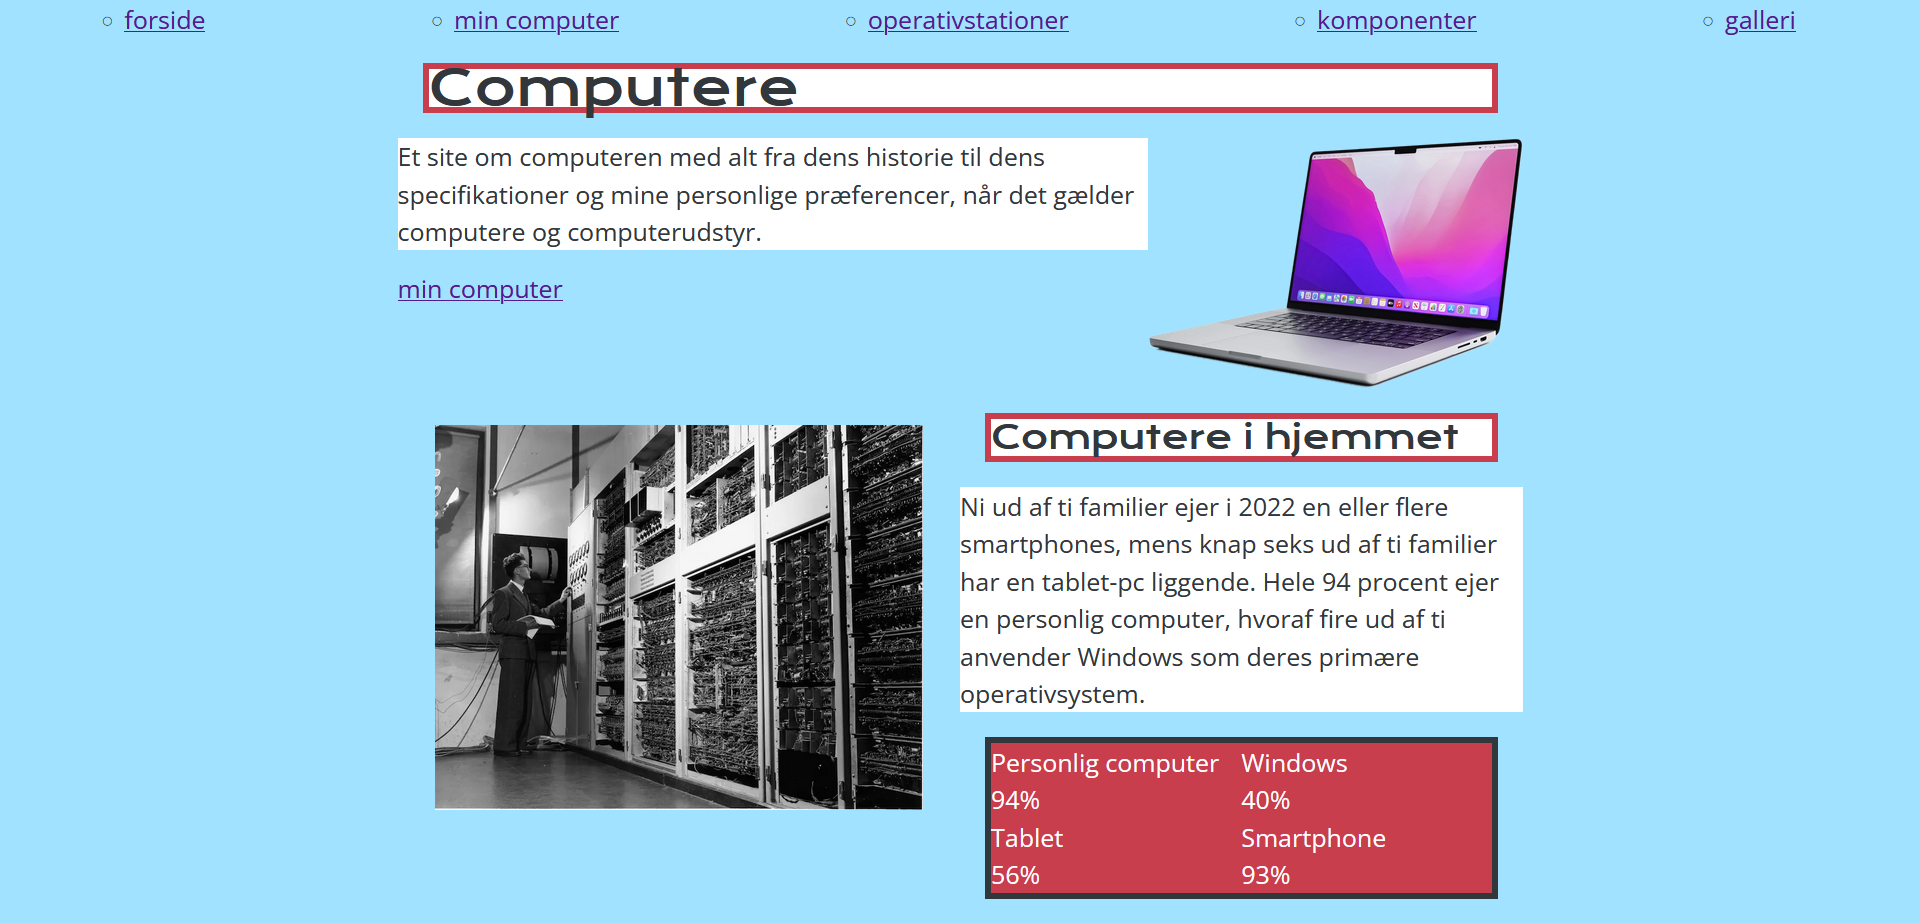 forside
min computer
operativstationer
komponenter
galleri
Computere
Et site om computeren med alt fra dens historie til dens
specifikationer og mine personlige præferencer, når det gælder
computere og computerudstyr.
min computer
Computere i hjemmet
Ni ud af ti familier ejer i 2022 en eller flere
smartphones, mens knap seks ud af ti familier
har en tablet-pc liggende. Hele 94 procent ejer
en personlig computer, hvoraf fire ud af ti
anvender Windows som deres primære
operativsystem.
Personlig computer Windows
94% 40%
Tablet Smartphone
56% 93%